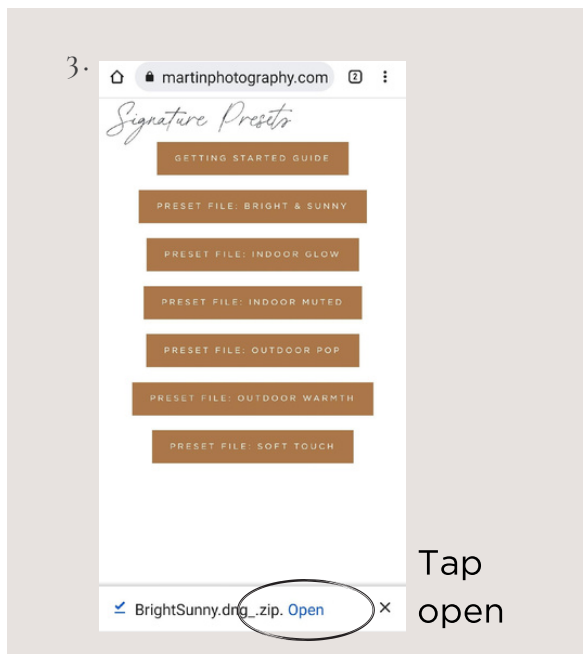 3.
martinphotography.com 2
Signature Presets
GETTING STARTED GUIDE
PRESET FILE: BRIGHT & SUNNY
PRESET FILE: INDOOR GLOW
PRESET FILE: INDOOR MUTED
PRESET FILE: OUTDOOR POP
PRESET FILE: OUTDOOR WARMTH
PRESET FILE: SOFT TOUCH
BrightSunny.dng_.zip. Open
Tap
open